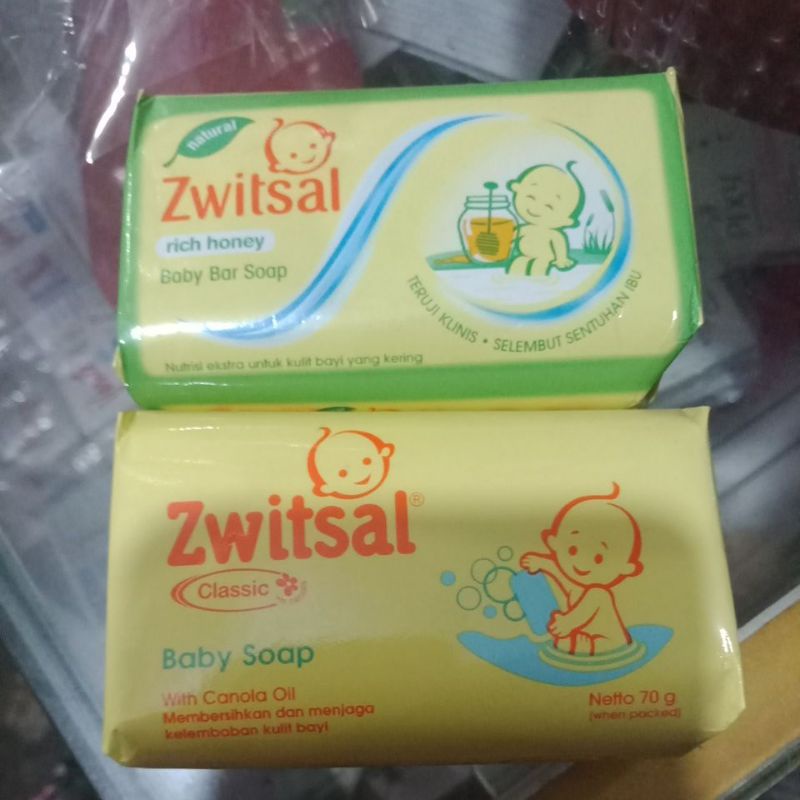 natural
Zwitsal
rich honey
Baby Bar Soap
TERUJI KLINIS • SELEMBUT SENTUHAN IBU
Nutrisi ekstra untuk kulit bayi yang kering
Zwitsal®
Classic
Baby Soap
With Canola Oil
Membersihkan dan menjaga
kelembaban kulit bayi
Netto 70 g
(when packed)